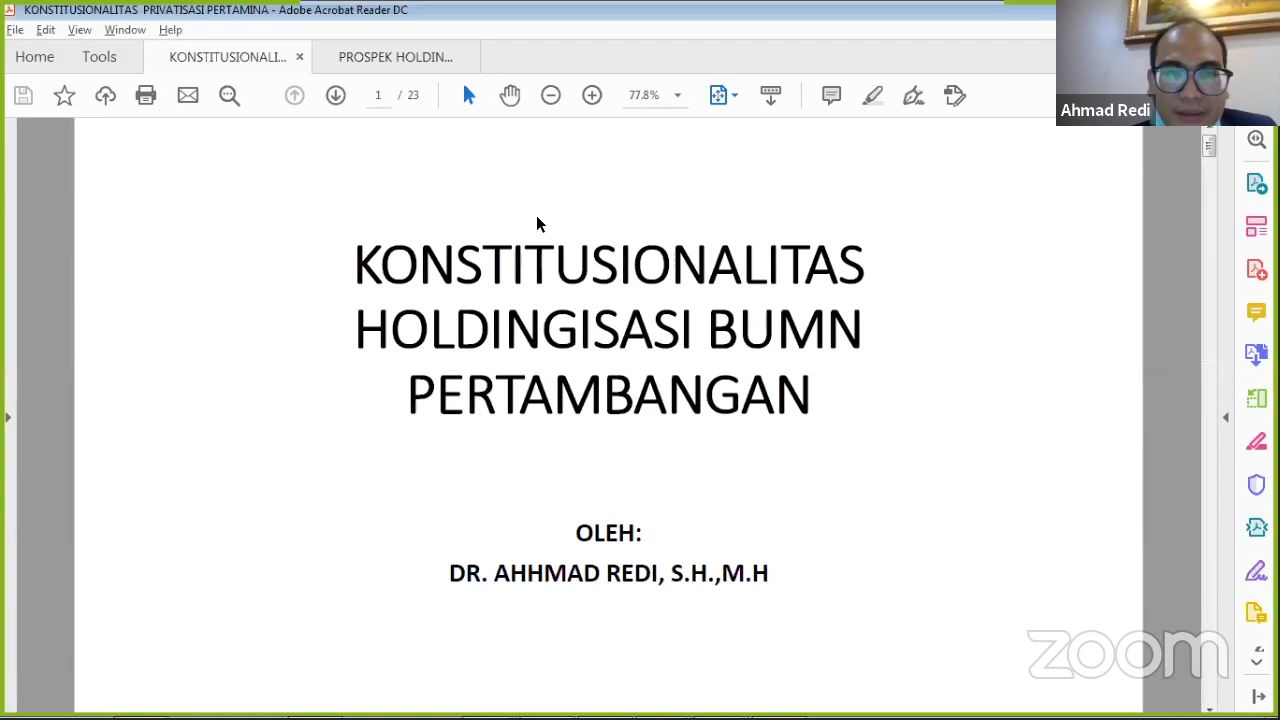 KONSTITUSIONALITAS PRIVATISASI PERTAMINA - Adobe Acrobat Reader DC
File Edit View Window Help
Home Tools KONSTITUSIONALI... × PROSPEK HOLDIN...
1 / 23 77.8%
Ahmad Redi
KONSTITUSIONALITAS
HOLDINGISASI BUMN
PERTAMBANGAN
OLEH:
DR. AHHMAD REDI, S.H.,M.H
zoom